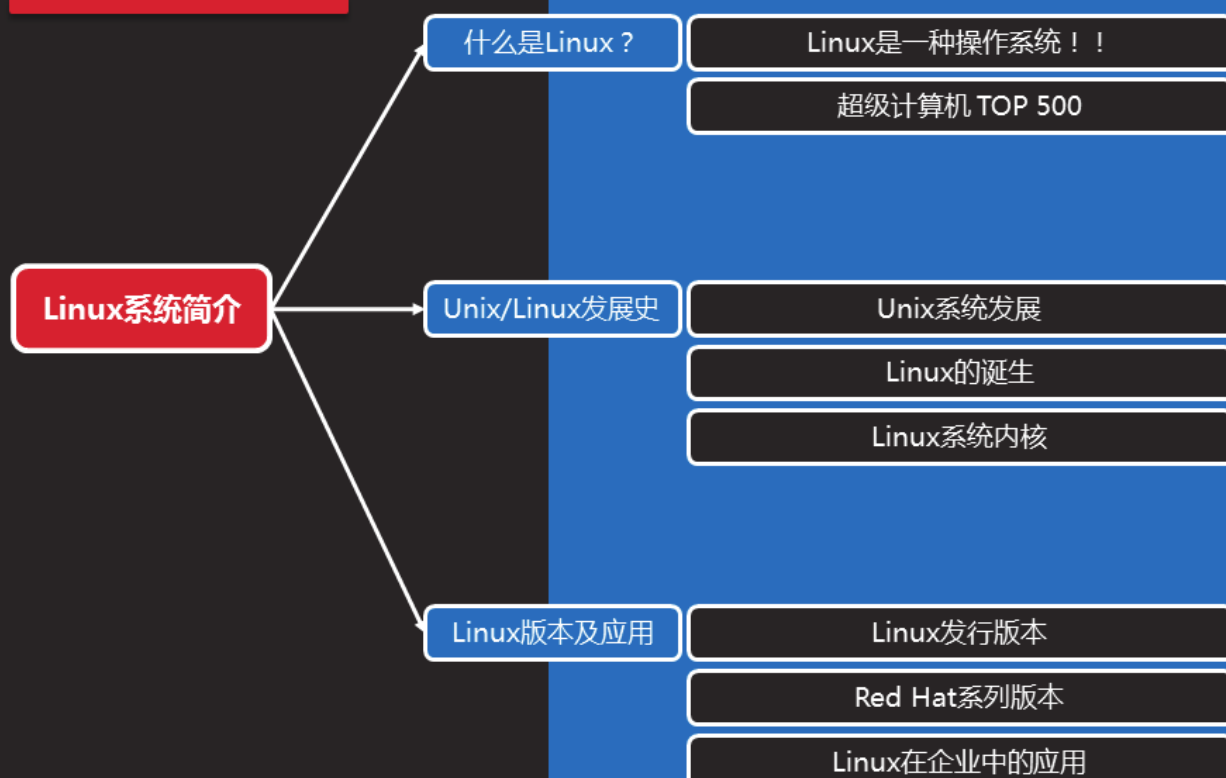 什么是Linux？
Linux是一种操作系统！！
超级计算机 TOP 500
Linux系统简介
Unix/Linux发展史
Unix系统发展
Linux的诞生
Linux系统内核
Linux版本及应用
Linux发行版本
Red Hat系列版本
Linux在企业中的应用